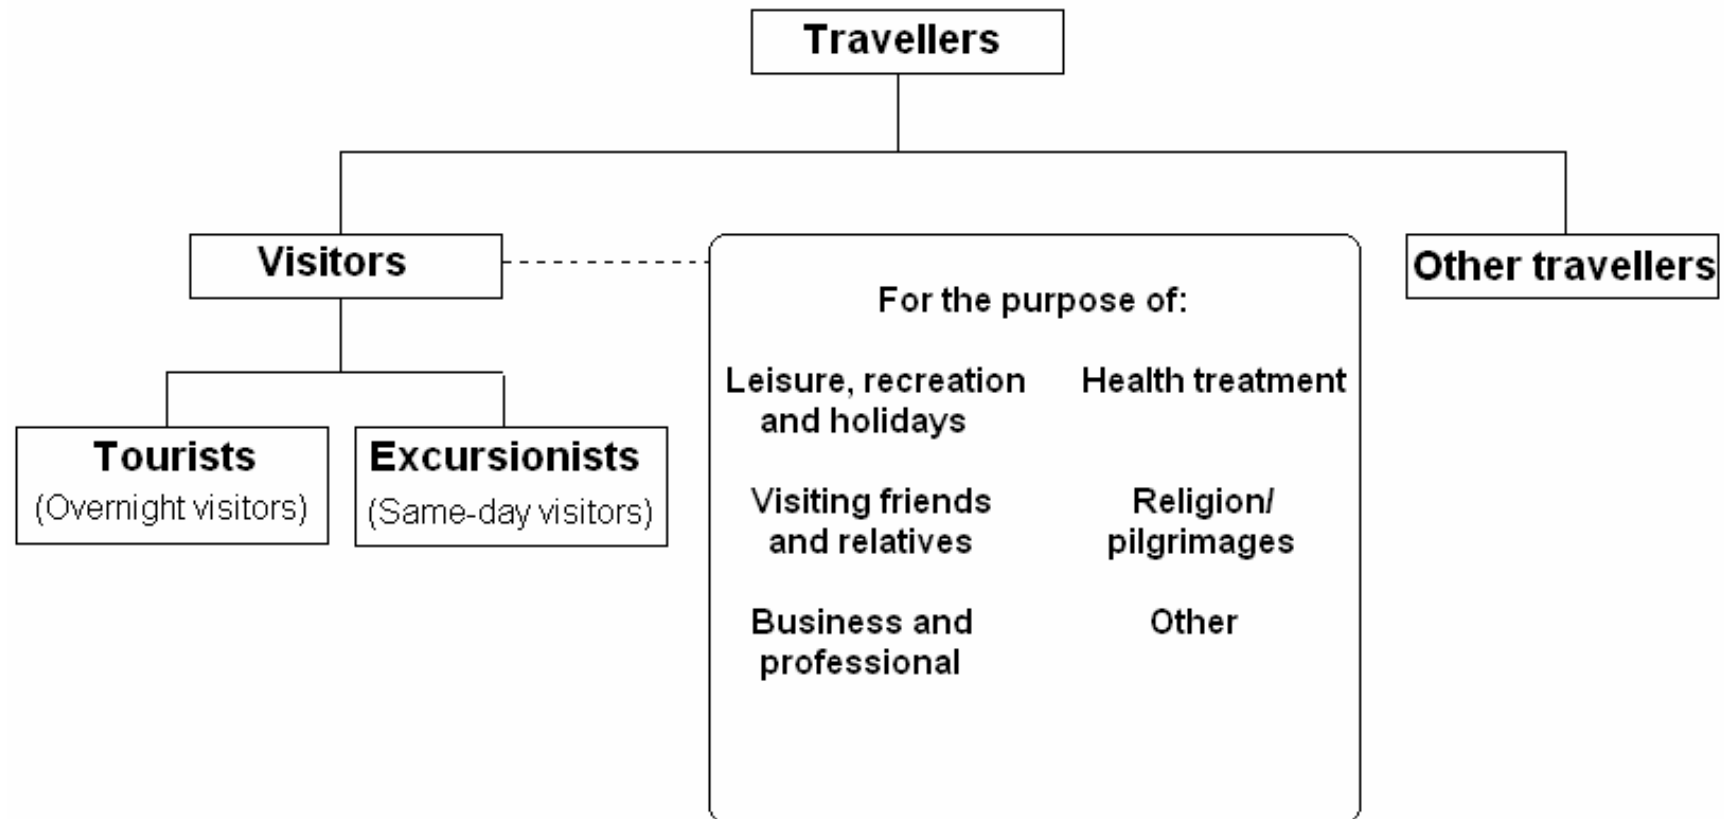 Travellers
Visitors
Other travellers
For the purpose of:
Leisure, recreation
and holidays
Health treatment
Tourists
(Overnight visitors)
Excursionists
(Same-day visitors)
Visiting friends
and relatives
Religion/
pilgrimages
Business and
professional
Other